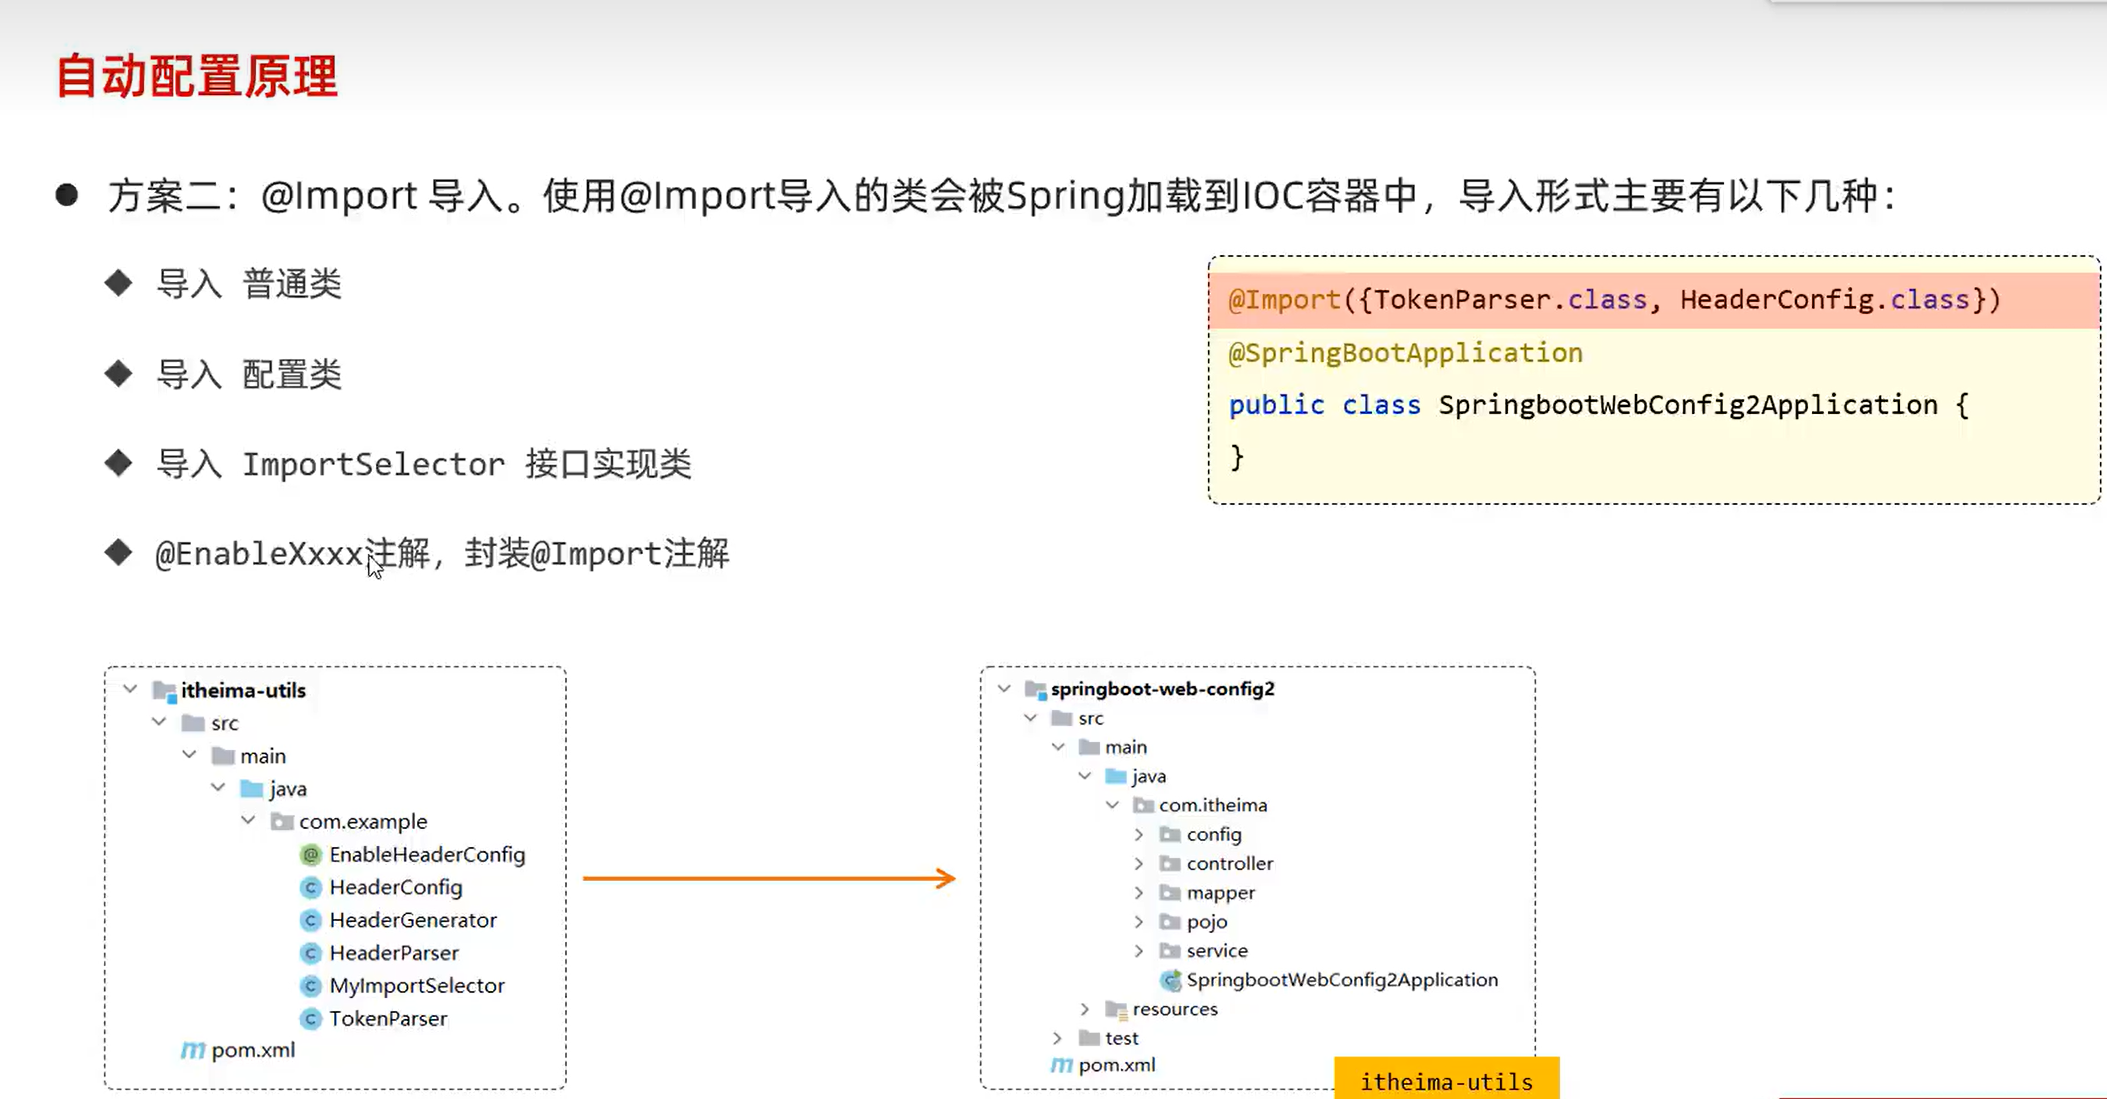 自动配置原理
方案二：@Import 导入。使用@Import导入的类会被Spring加载到IOC容器中，导入形式主要有以下几种：
导入 普通类
导入 配置类
导入 ImportSelector 接口实现类
@EnableXxxx注解，封装@Import注解
@Import({TokenParser.class, HeaderConfig.class})
@SpringBootApplication
public class SpringbootWebConfig2Application {
}
itheima-utils
src
main
java
com.example
EnableHeaderConfig
HeaderConfig
HeaderGenerator
HeaderParser
MyImportSelector
TokenParser
pom.xml
springboot-web-config2
src
main
java
com.itheima
config
controller
mapper
pojo
service
SpringbootWebConfig2Application
resources
test
pom.xml
itheima-utils